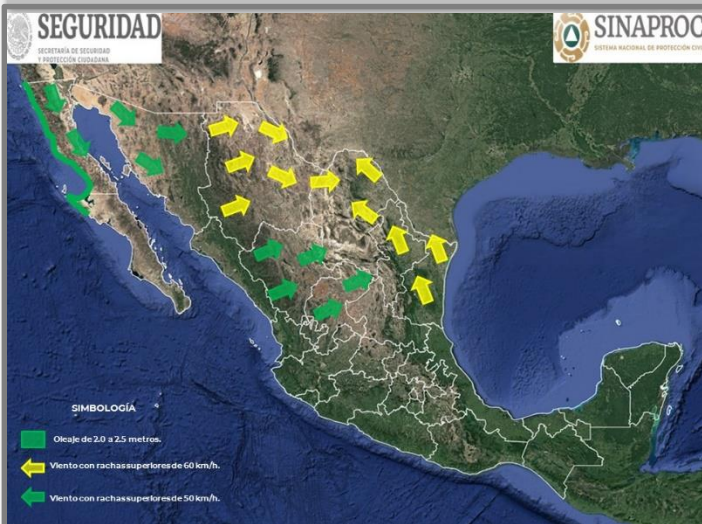 SEGURIDAD
SECRETARÍA DE SEGURIDAD
Y PROTECCIÓN CIUDADANA
SINAPROC
SISTEMA NACIONAL DE PROTECCIÓN CIVI
SIMBOLOGÍA
Oleaje de 2.0 a 2.5 metros.
Viento con rachas superiores de 60 km/h.
Viento con rachas superiores de 50 km/h.